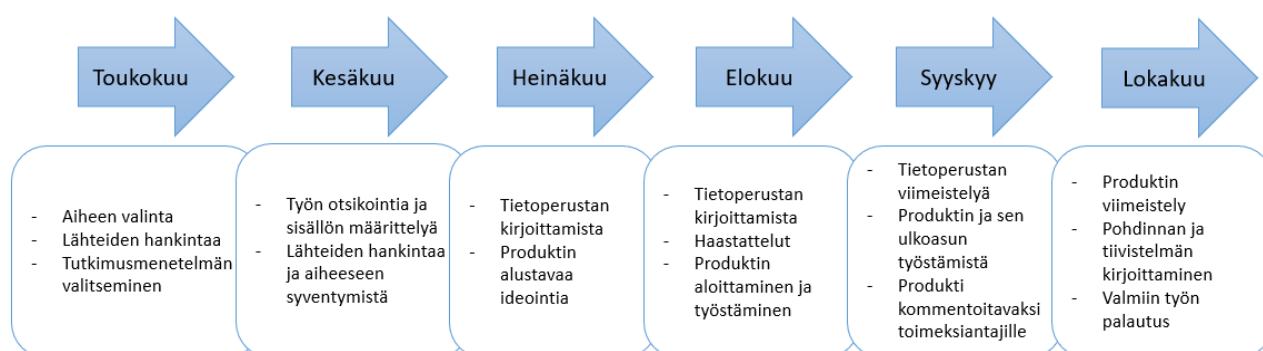 Toukokuu
- Aiheen valinta
- Lähteiden hankintaa
- Tutkimusmenetelmän
valitseminen
Kesäkuu
- Työn otsikointia ja
sisällön määrittelyä
- Lähteiden hankintaa
ja aiheeseen
syventymistä
Heinäkuu
- Tietoperustan
kirjoittamista
- Produktin
alustavaa
ideointia
Elokuu
- Tietoperustan
kirjoittamista
- Haastattelut
- Produktin
aloittaminen ja
työstäminen
Syyskyy
- Tietoperustan
viimeistelyä
- Produktin ja sen
ulkoasun
työstämistä
- Produkti
kommentoitavaksi
toimeksiantajille
Lokakuu
- Produktin
viimeistely
- Pohdinnan ja
tiivistelmän
kirjoittaminen
- Valmiin työn
palautus